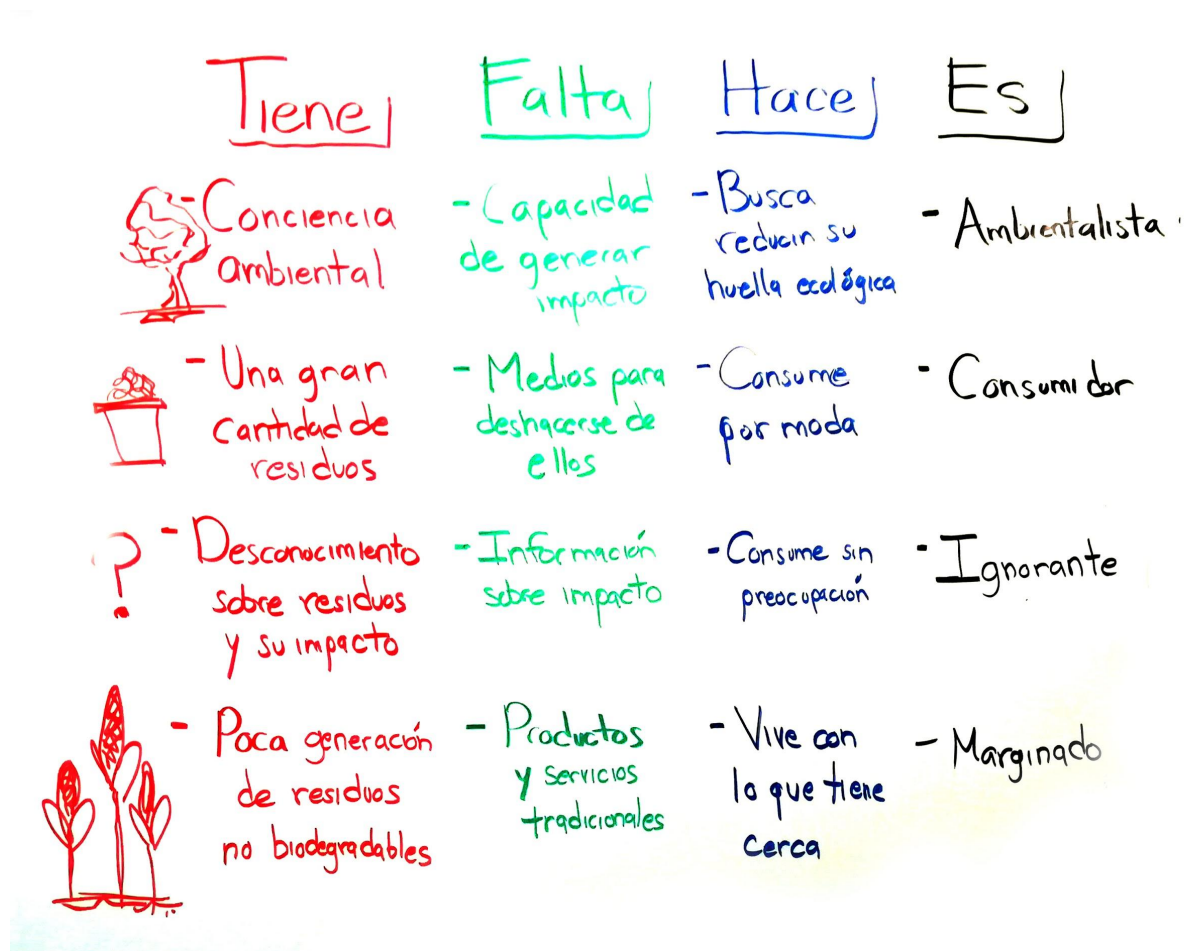 Tiene Falta Hace Es
- Conciencia
ambiental
- Capacidad
de generar
impacto
- Busca
reducir su
huella ecológica
- Ambientalista
- Una gran
cantidad de
residuos
- Medios para
deshacerse de
ellos
- Consume
por moda
- Consumidor
?
- Desconocimiento
sobre residuos
y su impacto
- Información
sobre impacto
- Consume sin
preocupación
- Ignorante
- Poca generación
de residuos
no biodegradables
- Productos
y servicios
tradicionales
- Vive con
lo que tiene
cerca
- Marginado